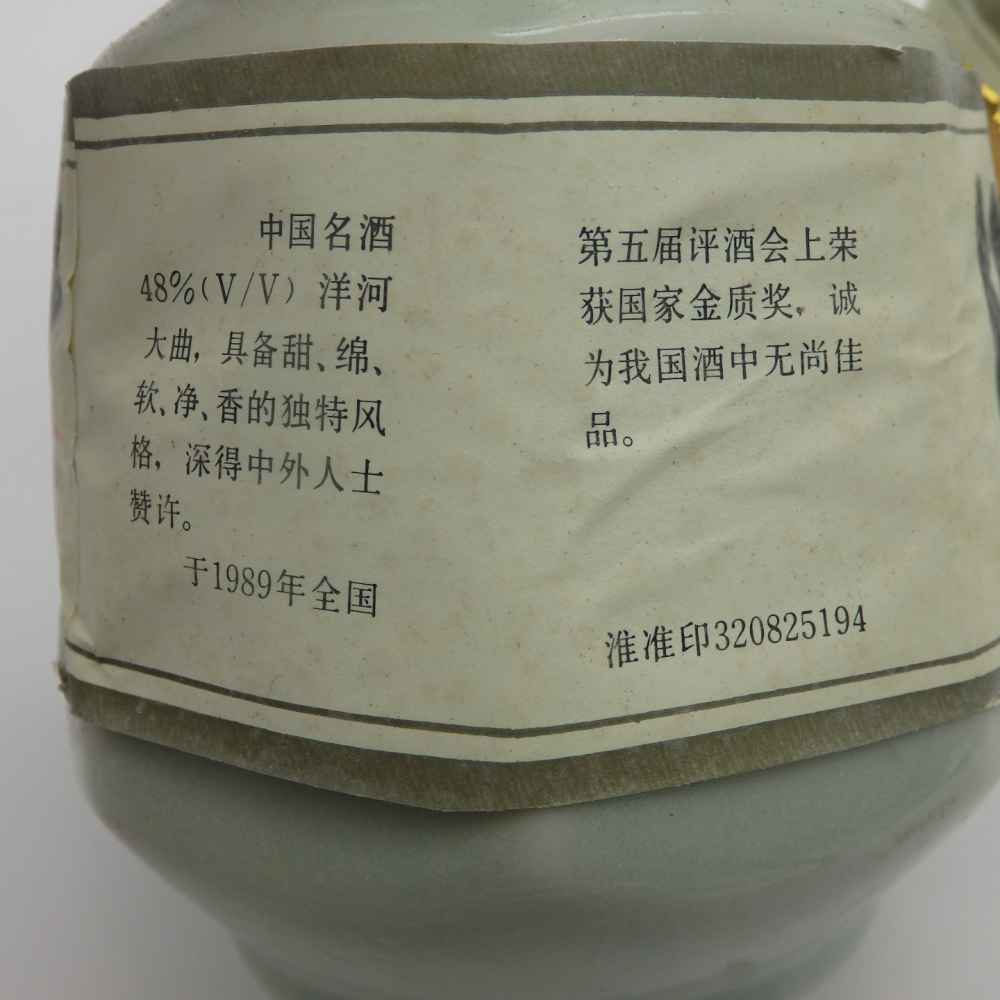 中国名酒
48%(V/V) 洋河
大曲，具备甜、绵、
软、净、香的独特风
格，深得中外人士
赞许。
于1989年全国
第五届评酒会上荣
获国家金质奖，诚
为我国酒中无尚佳
品。
淮准印320825194